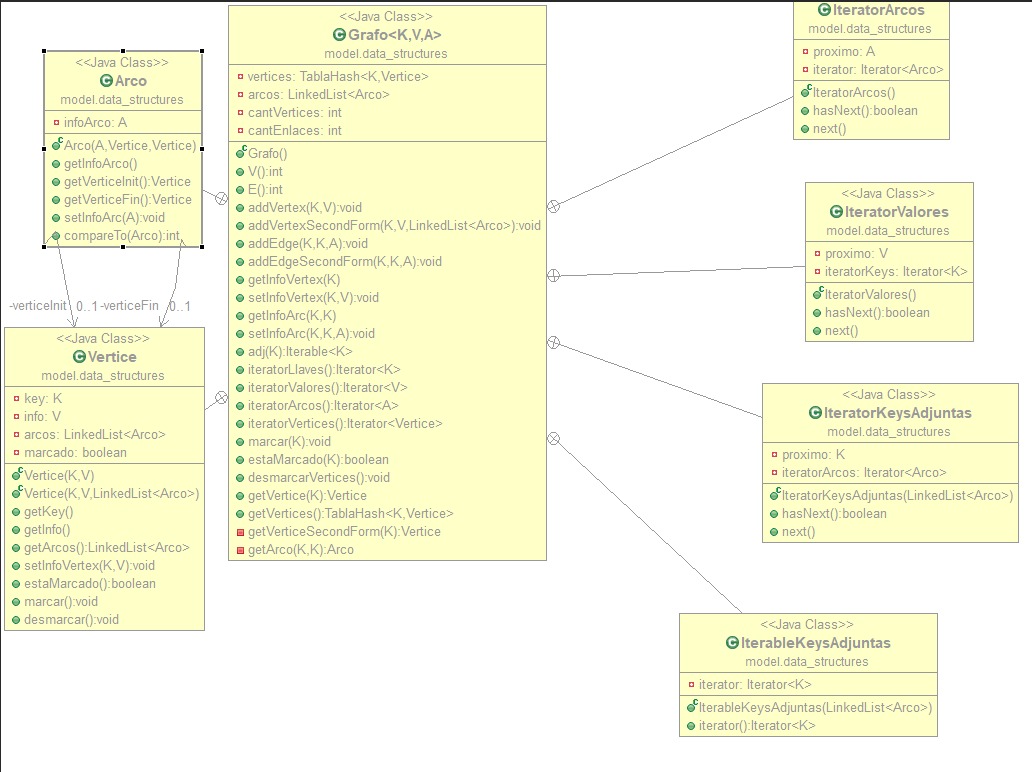 <<Java Class>>
Arco
model.data_structures
infoArco: A
Arco(A,Vertice,Vertice)
getInfoArco()
getVerticeInit():Vertice
getVerticeFin():Vertice
setInfoArc(A):void
compareTo(Arco):int
-verticeInit 0..1
-verticeFin 0..1
<<Java Class>>
Vertice
model.data_structures
key: K
info: V
arcos: LinkedList<Arco>
marcado: boolean
Vertice(K,V)
Vertice(K,V,LinkedList<Arco>)
getKey()
getInfo()
getArcos():LinkedList<Arco>
setInfoVertex(K,V):void
estaMarcado():boolean
marcar():void
desmarcar():void
<<Java Class>>
Grafo<K,V,A>
model.data_structures
vertices: TablaHash<K,Vertice>
arcos: LinkedList<Arco>
cantVertices: int
cantEnlaces: int
Grafo()
V():int
E():int
addVertex(K,V):void
addVertexSecondForm(K,V,LinkedList<Arco>):void
addEdge(K,K,A):void
addEdgeSecondForm(K,K,A):void
getInfoVertex(K)
setInfoVertex(K,V):void
getInfoArc(K,K)
setInfoArc(K,K,A):void
adj(K):Iterable<K>
iteratorLlaves():Iterator<K>
iteratorValores():Iterator<V>
iteratorArcos():Iterator<A>
iteratorVertices():Iterator<Vertice>
marcar(K):void
estaMarcado(K):boolean
desmarcarVertices():void
getVertice(K):Vertice
getVertices():TablaHash<K,Vertice>
getVerticeSecondForm(K):Vertice
getArco(K,K):Arco
IteratorArcos
model.data_structures
proximo: A
iterator: Iterator<Arco>
IteratorArcos()
hasNext():boolean
next()
<<Java Class>>
IteratorValores
model.data_structures
proximo: V
iteratorKeys: Iterator<K>
IteratorValores()
hasNext():boolean
next()
<<Java Class>>
IteratorKeysAdjuntas
model.data_structures
proximo: K
iteratorArcos: Iterator<Arco>
IteratorKeysAdjuntas(LinkedList<Arco>)
hasNext():boolean
next()
<<Java Class>>
IterableKeysAdjuntas
model.data_structures
iterator: Iterator<K>
IterableKeysAdjuntas(LinkedList<Arco>)
iterator():Iterator<K>